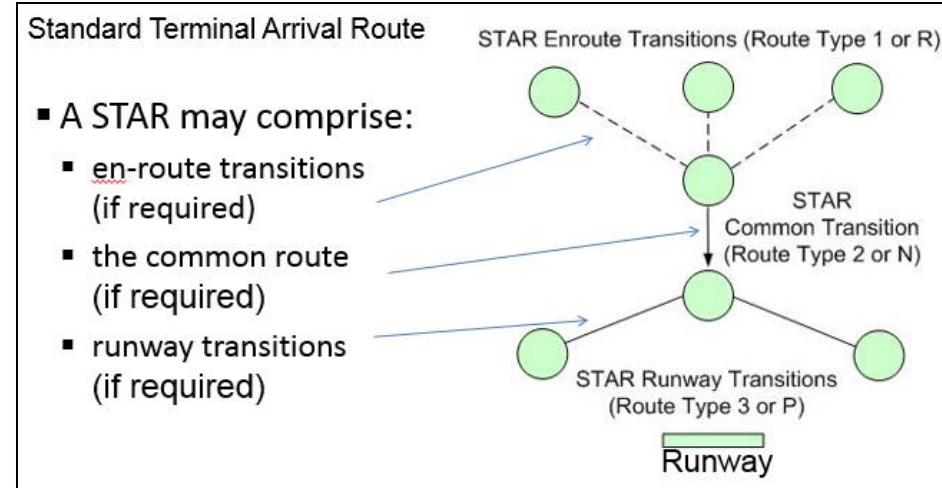 Standard Terminal Arrival Route
▪ A STAR may comprise:
▪ en-route transitions
(if required)
▪ the common route
(if required)
▪ runway transitions
(if required)
STAR Enroute Transitions (Route Type 1 or R)
STAR
Common Transition
(Route Type 2 or N)
STAR Runway Transitions
(Route Type 3 or P)
Runway